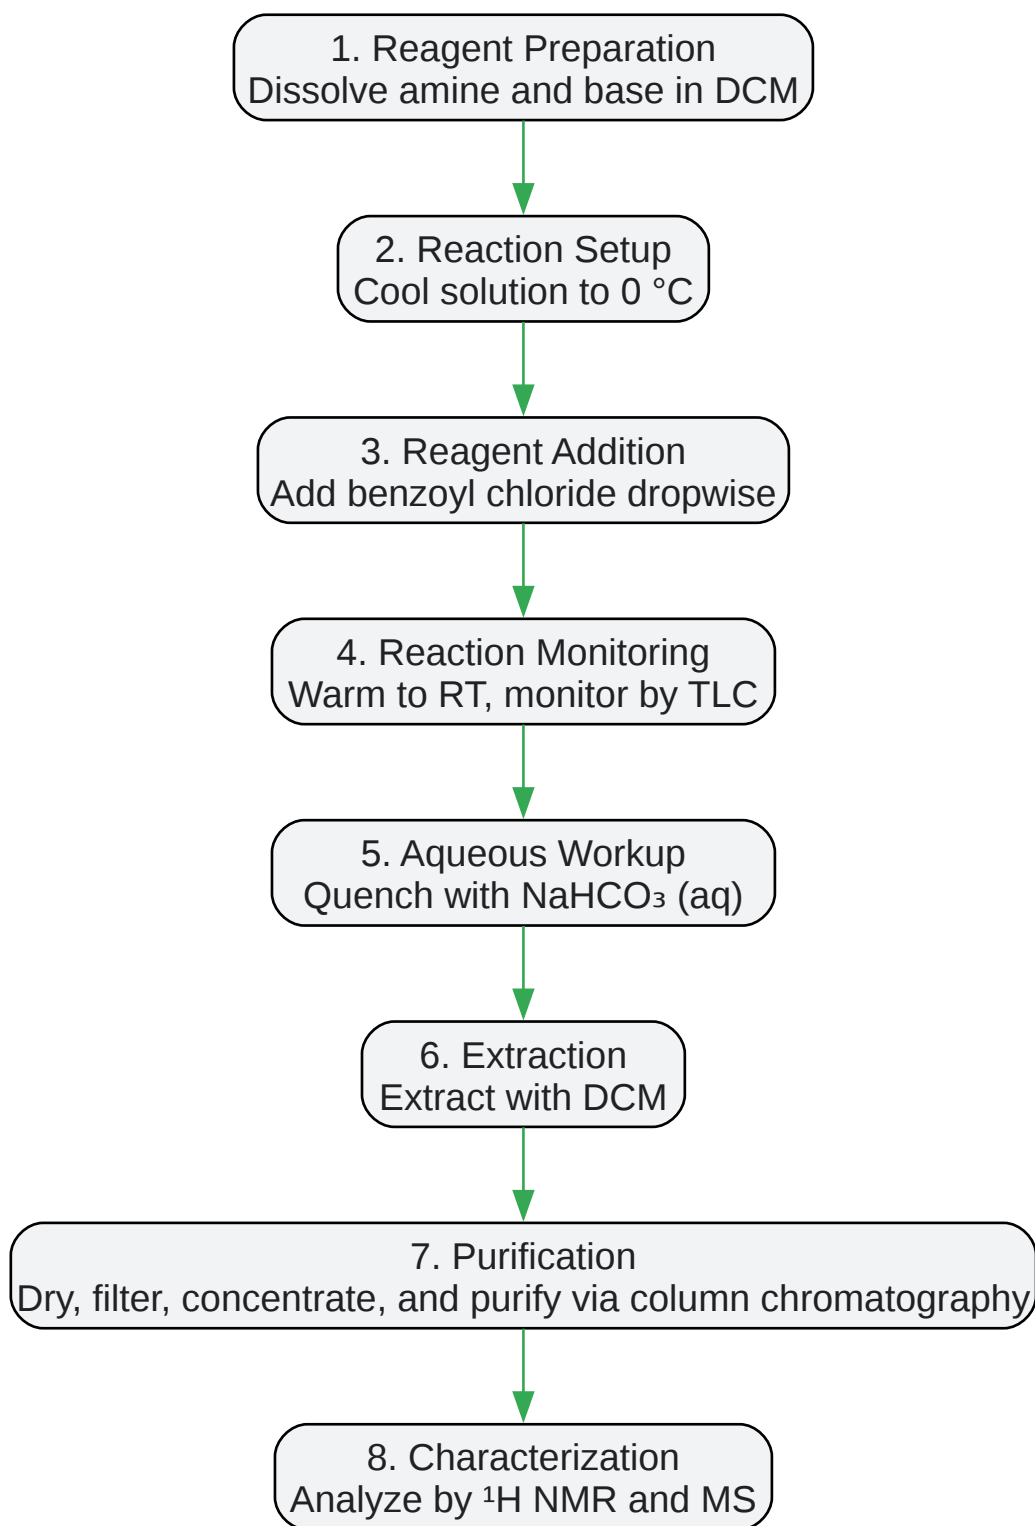 1. Reagent Preparation
Dissolve amine and base in DCM
2. Reaction Setup
Cool solution to 0 °C
3. Reagent Addition
Add benzoyl chloride dropwise
4. Reaction Monitoring
Warm to RT, monitor by TLC
5. Aqueous Workup
Quench with NaHCO₃ (aq)
6. Extraction
Extract with DCM
7. Purification
Dry, filter, concentrate, and purify via column chromatography
8. Characterization
Analyze by ¹H NMR and MS